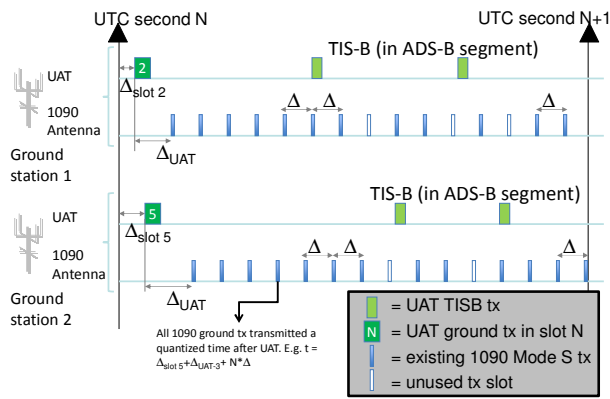 UTC second N
UTC second N+1
TIS-B (in ADS-B segment)
UAT
2
Δslot 2
1090
Antenna
Δ Δ Δ
ΔUAT
Ground
station 1
TIS-B (in ADS-B segment)
UAT
5
Δslot 5
1090
Antenna
Δ Δ Δ
ΔUAT
Ground
station 2
All 1090 ground tx transmitted a
quantized time after UAT. E.g. t =
Δslot 5+ΔUAT-3+ N*Δ
= UAT TISB tx
N = UAT ground tx in slot N
= existing 1090 Mode S tx
= unused tx slot